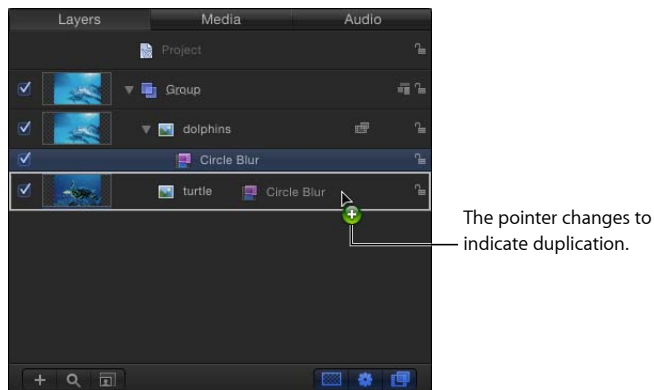 Layers Media Audio
Project
Group
dolphins
Circle Blur
turtle Circle Blur
The pointer changes to
indicate duplication.